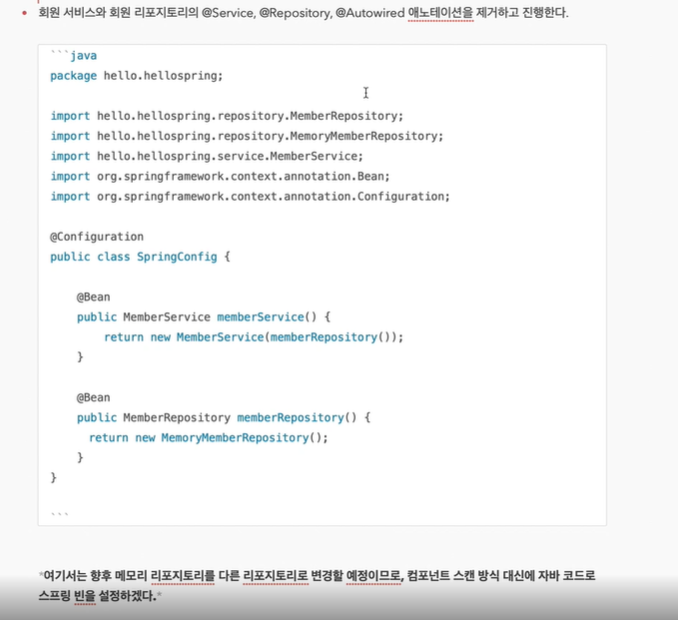 • 회원 서비스와 회원 리포지토리의 @Service, @Repository, @Autowired 애노테이션을 제거하고 진행한다.
```java
package hello.hellospring;
import hello.hellospring.repository.MemberRepository;
import hello.hellospring.repository.MemoryMemberRepository;
import hello.hellospring.service.MemberService;
import org.springframework.context.annotation.Bean;
import org.springframework.context.annotation.Configuration;
@Configuration
public class SpringConfig {
@Bean
public MemberService memberService() {
return new MemberService(memberRepository());
}
@Bean
public MemberRepository memberRepository() {
return new MemoryMemberRepository();
}
}
```
*여기서는 향후 메모리 리포지토리를 다른 리포지토리로 변경할 예정이므로, 컴포넌트 스캔 방식 대신에 자바 코드로
스프링 빈을 설정하겠다.*